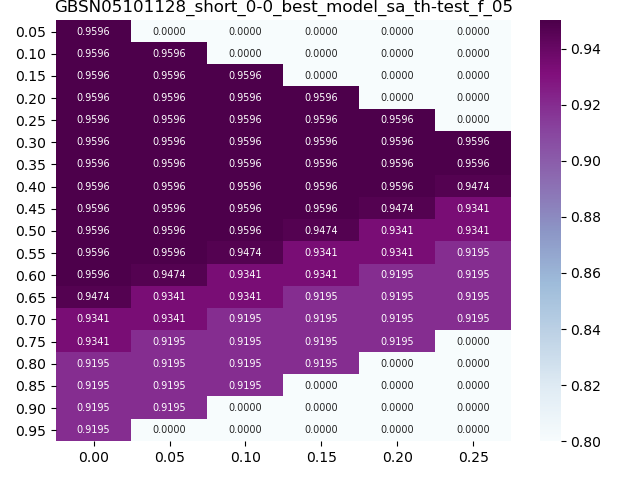 GBSN05101128_short_0-0_best_model_sa_th-test_f_05
0.05 0.9596 0.0000 0.0000 0.0000 0.0000 0.0000
0.10 0.9596 0.9596 0.0000 0.0000 0.0000 0.0000
0.15 0.9596 0.9596 0.9596 0.0000 0.0000 0.0000
0.20 0.9596 0.9596 0.9596 0.9596 0.0000 0.0000
0.25 0.9596 0.9596 0.9596 0.9596 0.9596 0.0000
0.30 0.9596 0.9596 0.9596 0.9596 0.9596 0.9596
0.35 0.9596 0.9596 0.9596 0.9596 0.9596 0.9596
0.40 0.9596 0.9596 0.9596 0.9596 0.9596 0.9474
0.45 0.9596 0.9596 0.9596 0.9596 0.9474 0.9341
0.50 0.9596 0.9596 0.9596 0.9474 0.9341 0.9341
0.55 0.9596 0.9596 0.9474 0.9341 0.9341 0.9195
0.60 0.9596 0.9474 0.9341 0.9341 0.9195 0.9195
0.65 0.9474 0.9341 0.9341 0.9195 0.9195 0.9195
0.70 0.9341 0.9341 0.9195 0.9195 0.9195 0.9195
0.75 0.9341 0.9195 0.9195 0.9195 0.9195 0.0000
0.80 0.9195 0.9195 0.9195 0.9195 0.0000 0.0000
0.85 0.9195 0.9195 0.9195 0.0000 0.0000 0.0000
0.90 0.9195 0.9195 0.0000 0.0000 0.0000 0.0000
0.95 0.9195 0.0000 0.0000 0.0000 0.0000 0.0000
0.00 0.05 0.10 0.15 0.20 0.25
0.94
0.92
0.90
0.88
0.86
0.84
0.82
0.80